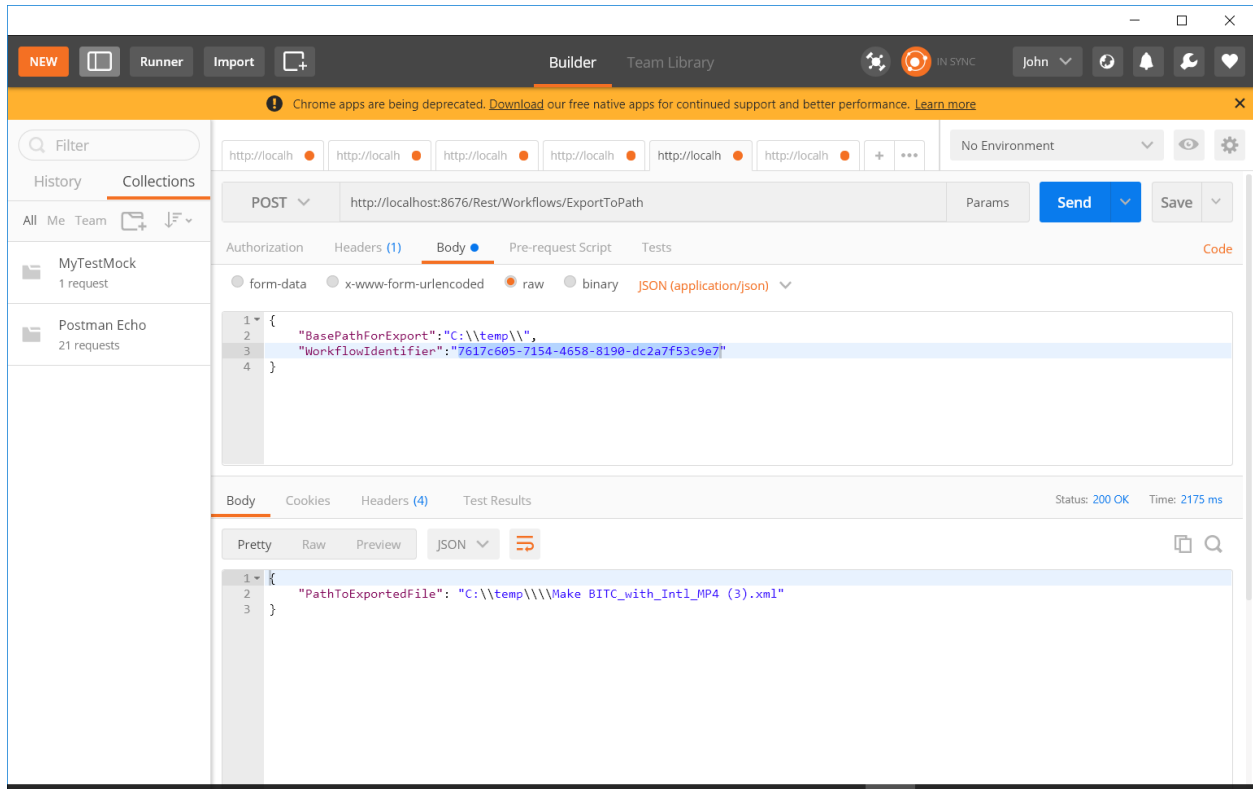 NEW Runner Import Builder Team Library IN SYNC John
Chrome apps are being deprecated. Download our free native apps for continued support and better performance. Learn more
Filter
History Collections
All Me Team
MyTestMock
1 request
Postman Echo
21 requests
http://localh http://localh http://localh http://localh http://localh http://localh + ••• No Environment
POST http://localhost:8676/Rest/Workflows/ExportToPath Params Send Save
Authorization Headers (1) Body Pre-request Script Tests Code
form-data x-www-form-urlencoded raw binary JSON (application/json)
1 {
2 "BasePathForExport":"C:\\temp\\",
3 "WorkflowIdentifier":"7617c605-7154-4658-8190-dc2a7f53c9e7"
4 }
Body Cookies Headers (4) Test Results Status: 200 OK Time: 2175 ms
Pretty Raw Preview JSON
1 {
2 "PathToExportedFile": "C:\\temp\\\\Make BITC_with_Intl_MP4 (3).xml"
3 }